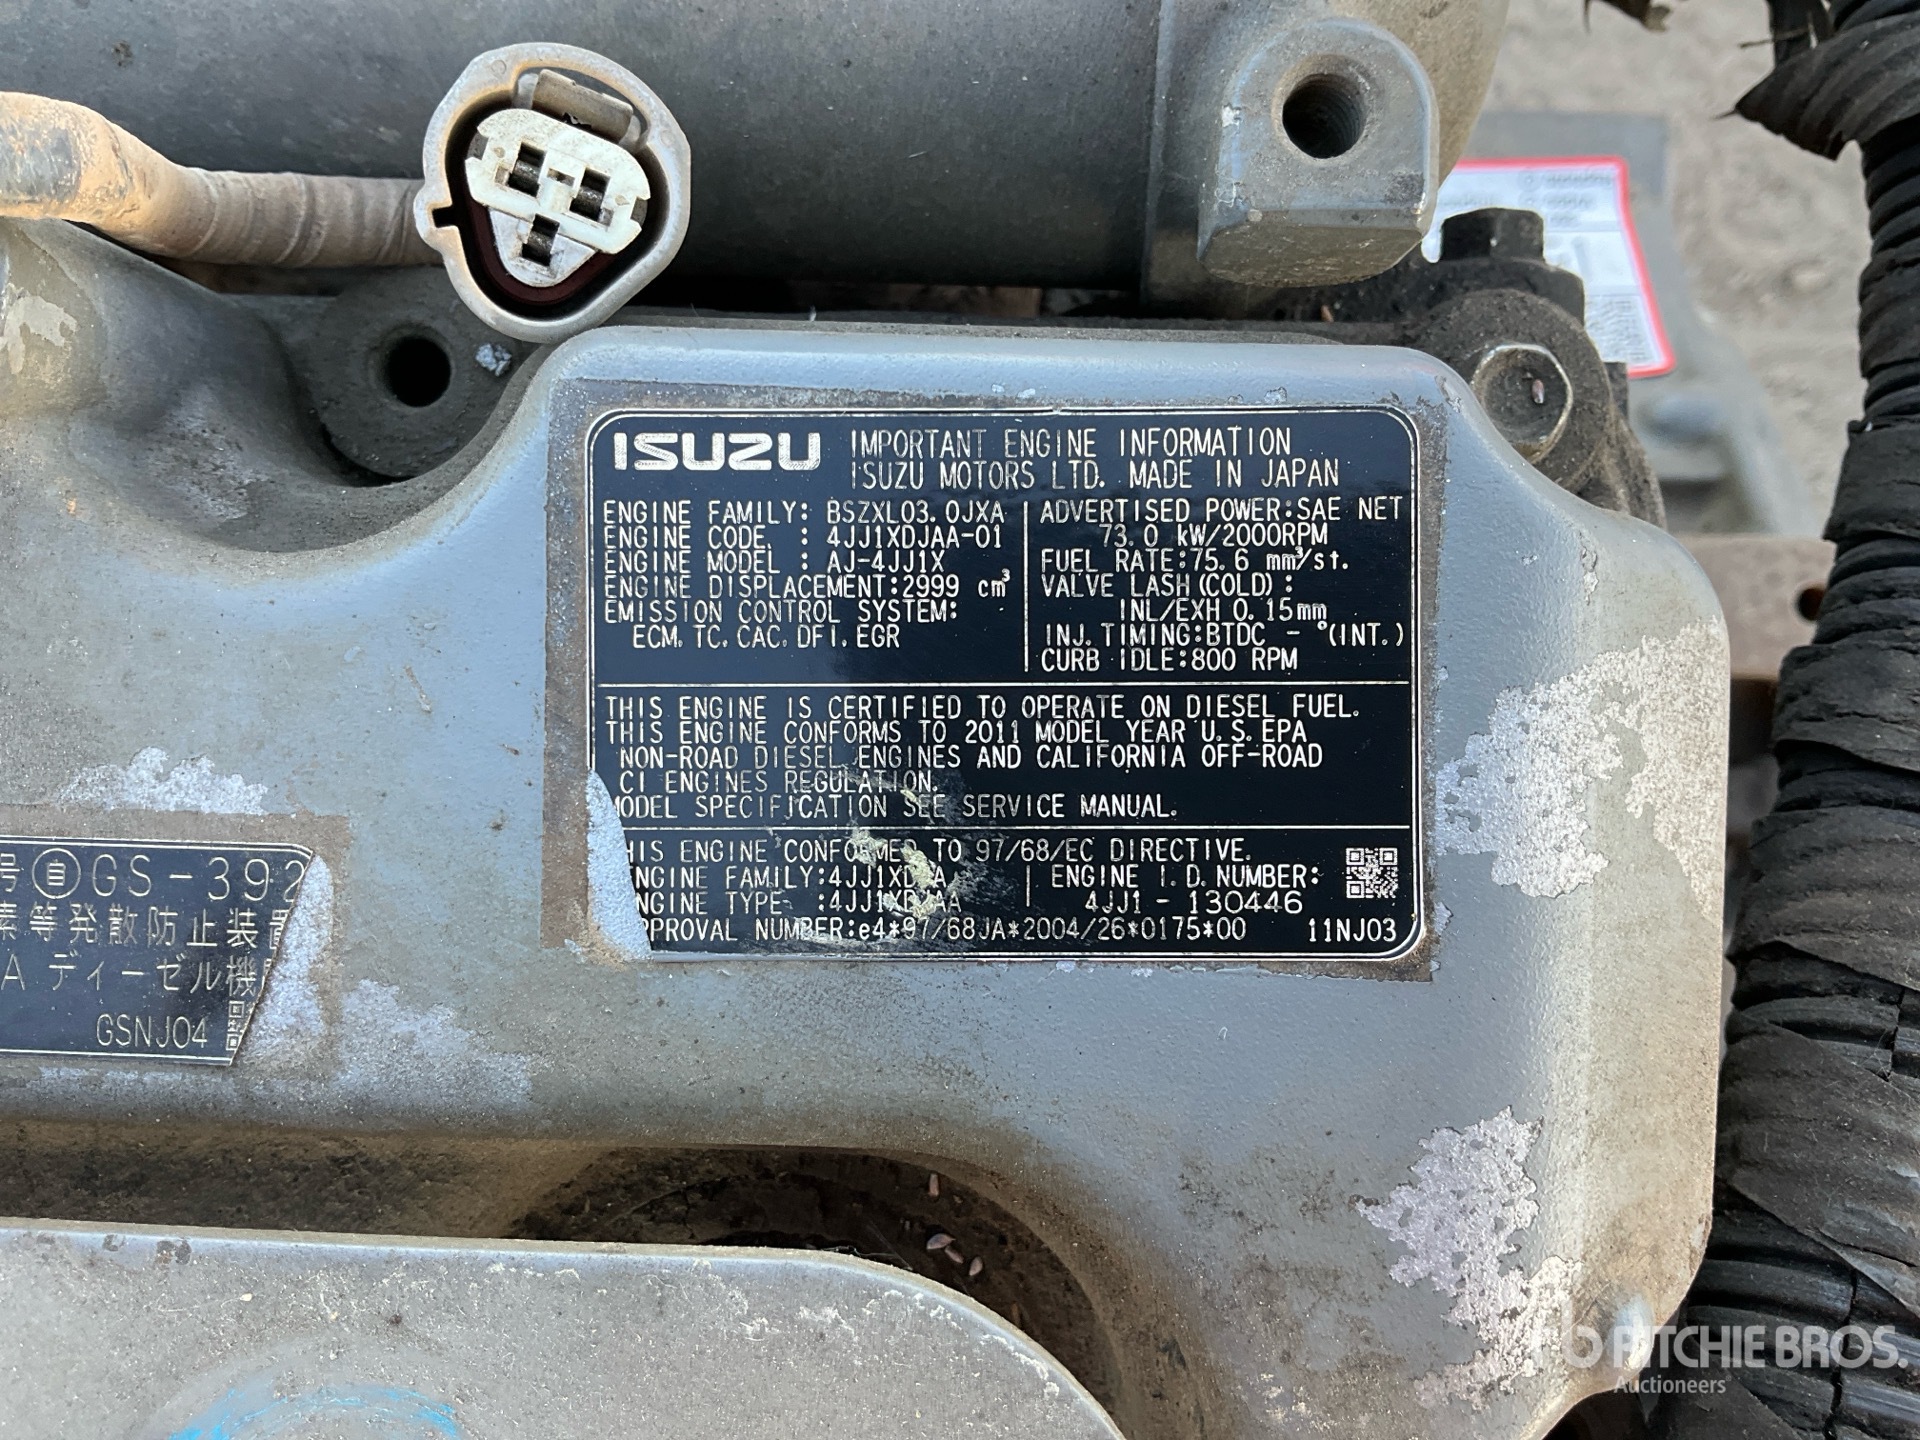 ISUZU IMPORTANT ENGINE INFORMATION
ISUZU MOTORS LTD. MADE IN JAPAN
ENGINE FAMILY: BSZXL03.0JXA
ENGINE CODE : 4JJ1XDJAA-01
ENGINE MODEL : AJ-4JJ1X
ENGINE DISPLACEMENT:2999 cm³
EMISSION CONTROL SYSTEM:
ECM. TC. CAC. DFI. EGR
ADVERTISED POWER:SAE NET
73.0 kW/2000RPM
FUEL RATE:75.6 mm³/st.
VALVE LASH(COLD):
INL/EXH 0.15mm
INJ. TIMING:BTDC - °(INT.)
CURB IDLE:800 RPM
THIS ENGINE IS CERTIFIED TO OPERATE ON DIESEL FUEL.
THIS ENGINE CONFORMS TO 2011 MODEL YEAR U.S.EPA
NON-ROAD DIESEL ENGINES AND CALIFORNIA OFF-ROAD
CI ENGINES REGULATION.
MODEL SPECIFICATION SEE SERVICE MANUAL.
HIS ENGINE CONFORMED TO 97/68/EC DIRECTIVE.
NGINE FAMILY:4JJ1XD
NGINE TYPE :4JJ1XDJAA
ENGINE I.D.NUMBER:
4JJ1 - 130446
PPROVAL NUMBER:e4*97/68JA*2004/26*0175*00 11NJ03
号 自 GS-392
素等発散防止装置
A ディーゼル機
GSNJ04
RITCHIE BROS.
Auctioneers